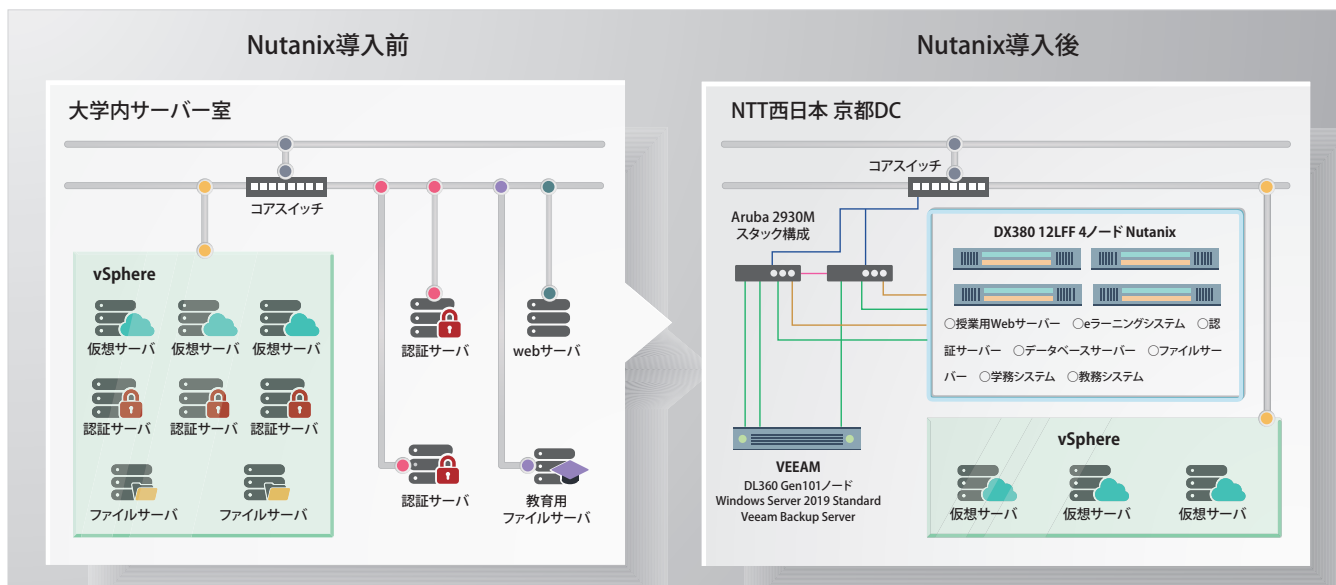 Nutanix導入前
大学内サーバー室
コアスイッチ
vSphere
仮想サーバ
仮想サーバ
仮想サーバ
認証サーバ
認証サーバ
認証サーバ
ファイルサーバ
ファイルサーバ
認証サーバ
webサーバ
認証サーバ
教育用
ファイルサーバ
Nutanix導入後
NTT西日本 京都DC
コアスイッチ
Aruba 2930M
スタック構成
DX380 12LFF 4ノード Nutanix
○授業用Webサーバー ○eラーニングシステム ○認
証サーバー ○データベースサーバー ○ファイルサー
バー ○学務システム ○教務システム
VEEAM
DL360 Gen101ノード
Windows Server 2019 Standard
Veeam Backup Server
vSphere
仮想サーバ
仮想サーバ
仮想サーバ